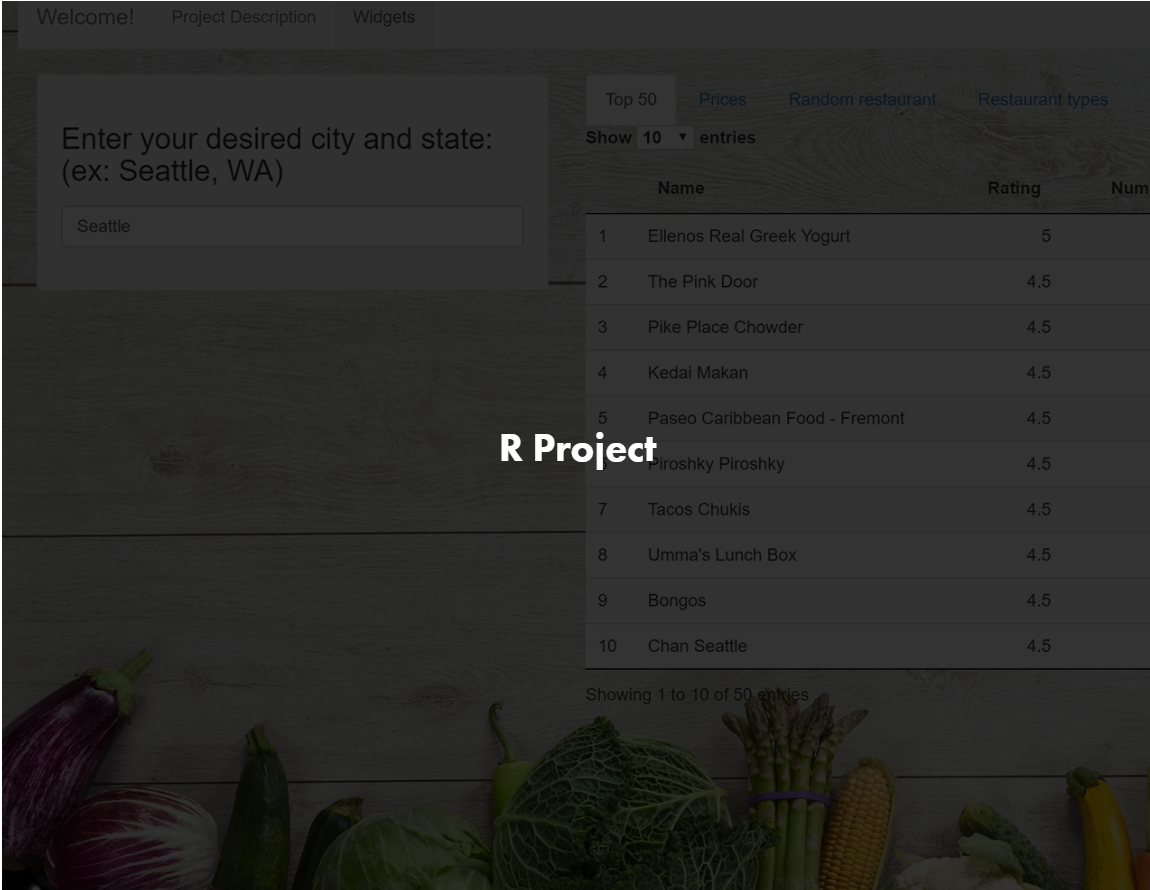 Welcome! Project Description Widgets
Enter your desired city and state:
(ex: Seattle, WA)
Seattle
Top 50 Prices Random restaurant Restaurant types
Show 10 entries
Name Rating Num
1 Ellenos Real Greek Yogurt 5
2 The Pink Door 4.5
3 Pike Place Chowder 4.5
4 Kedai Makan 4.5
5 Paseo Caribbean Food - Fremont 4.5
R Project
Piroshky Piroshky 4.5
7 Tacos Chukis 4.5
8 Umma's Lunch Box 4.5
9 Bongos 4.5
10 Chan Seattle 4.5
Showing 1 to 10 of 50 entries